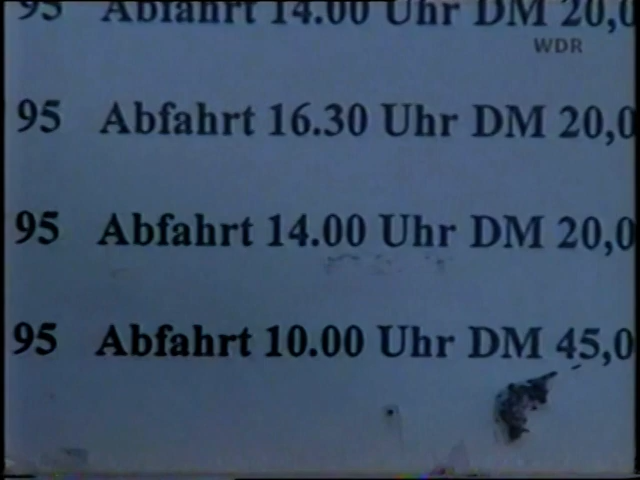 95 Abfahrt 14.00 Uhr DM 20,0
WDR
95 Abfahrt 16.30 Uhr DM 20,0
95 Abfahrt 14.00 Uhr DM 20,0
95 Abfahrt 10.00 Uhr DM 45,0